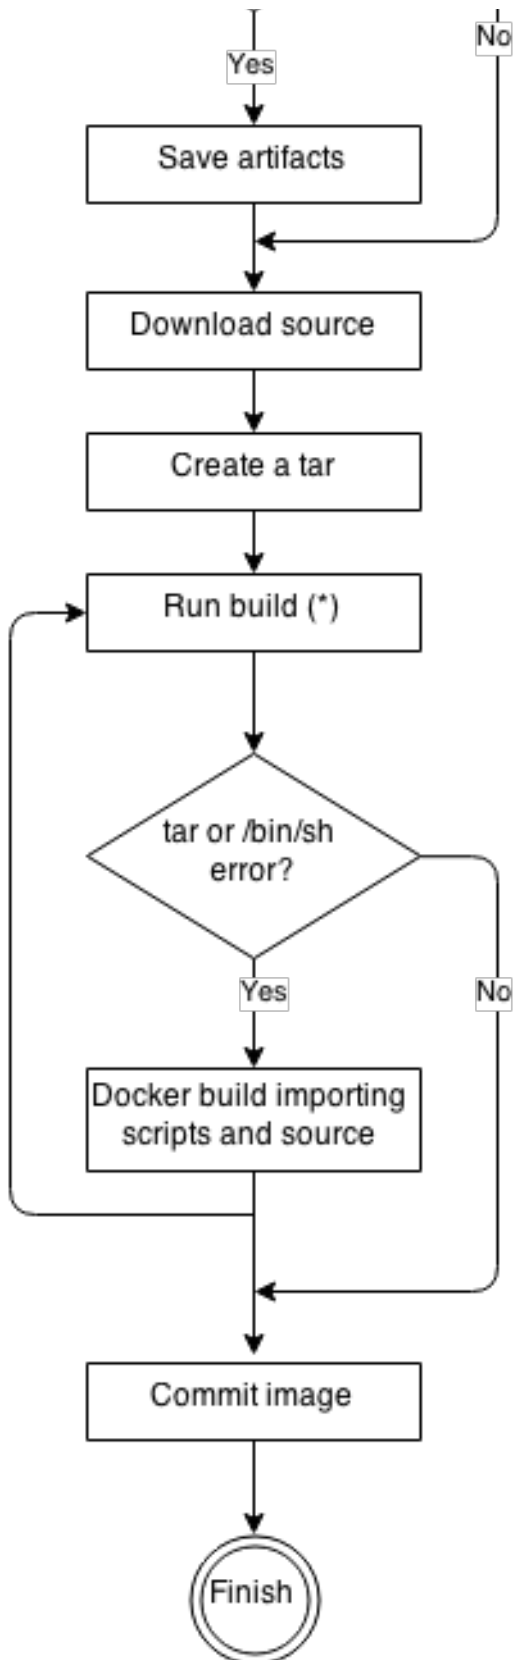 No
Yes
Save artifacts
Download source
Create a tar
Run build (*)
tar or /bin/sh
error?
Yes
No
Docker build importing
scripts and source
Commit image
Finish